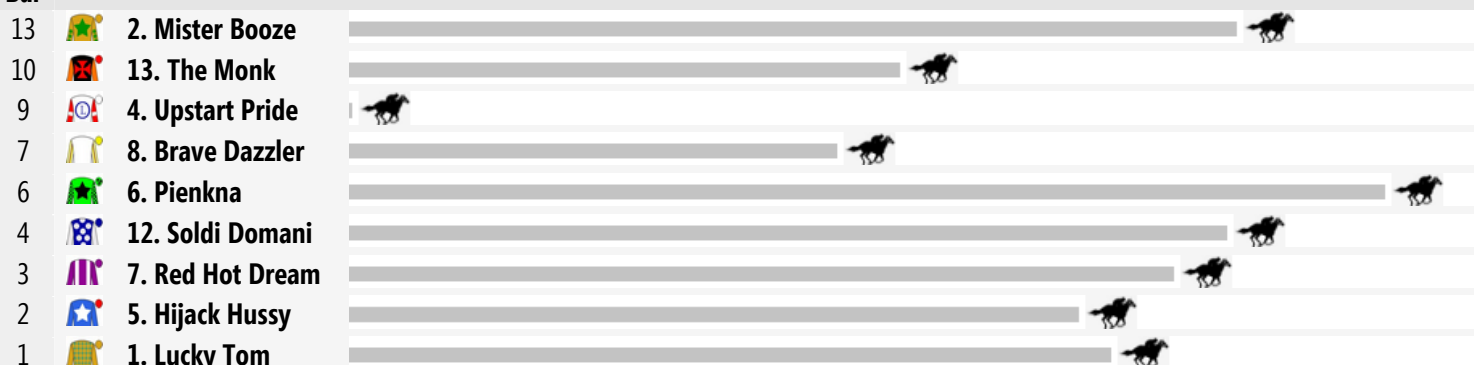 Bar
13 2. Mister Booze
10 13. The Monk
9 4. Upstart Pride
7 8. Brave Dazzler
6 6. Pienkna
4 12. Soldi Domani
3 7. Red Hot Dream
2 5. Hijack Hussy
1 1. Lucky Tom